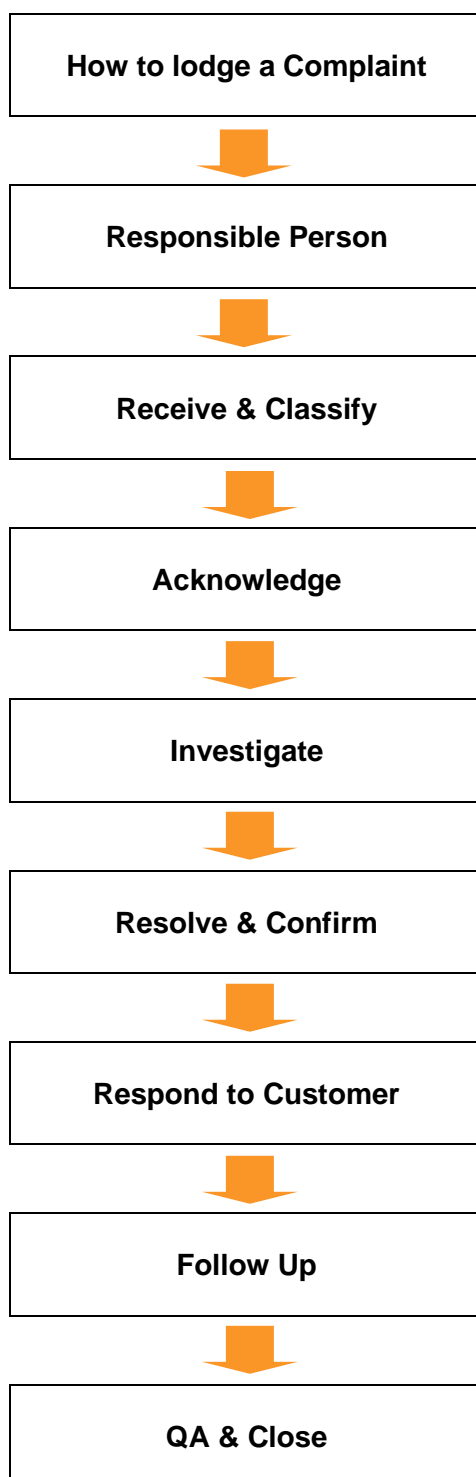 How to lodge a Complaint
Responsible Person
Receive & Classify
Acknowledge
Investigate
Resolve & Confirm
Respond to Customer
Follow Up
QA & Close